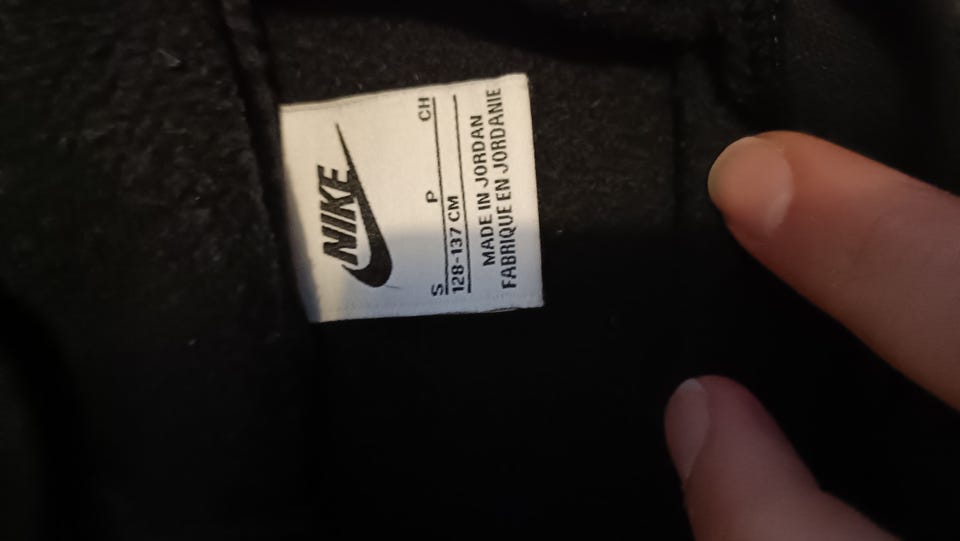 NIKE
S P CH
128-137 CM
MADE IN JORDAN
FABRIQUE EN JORDANIE